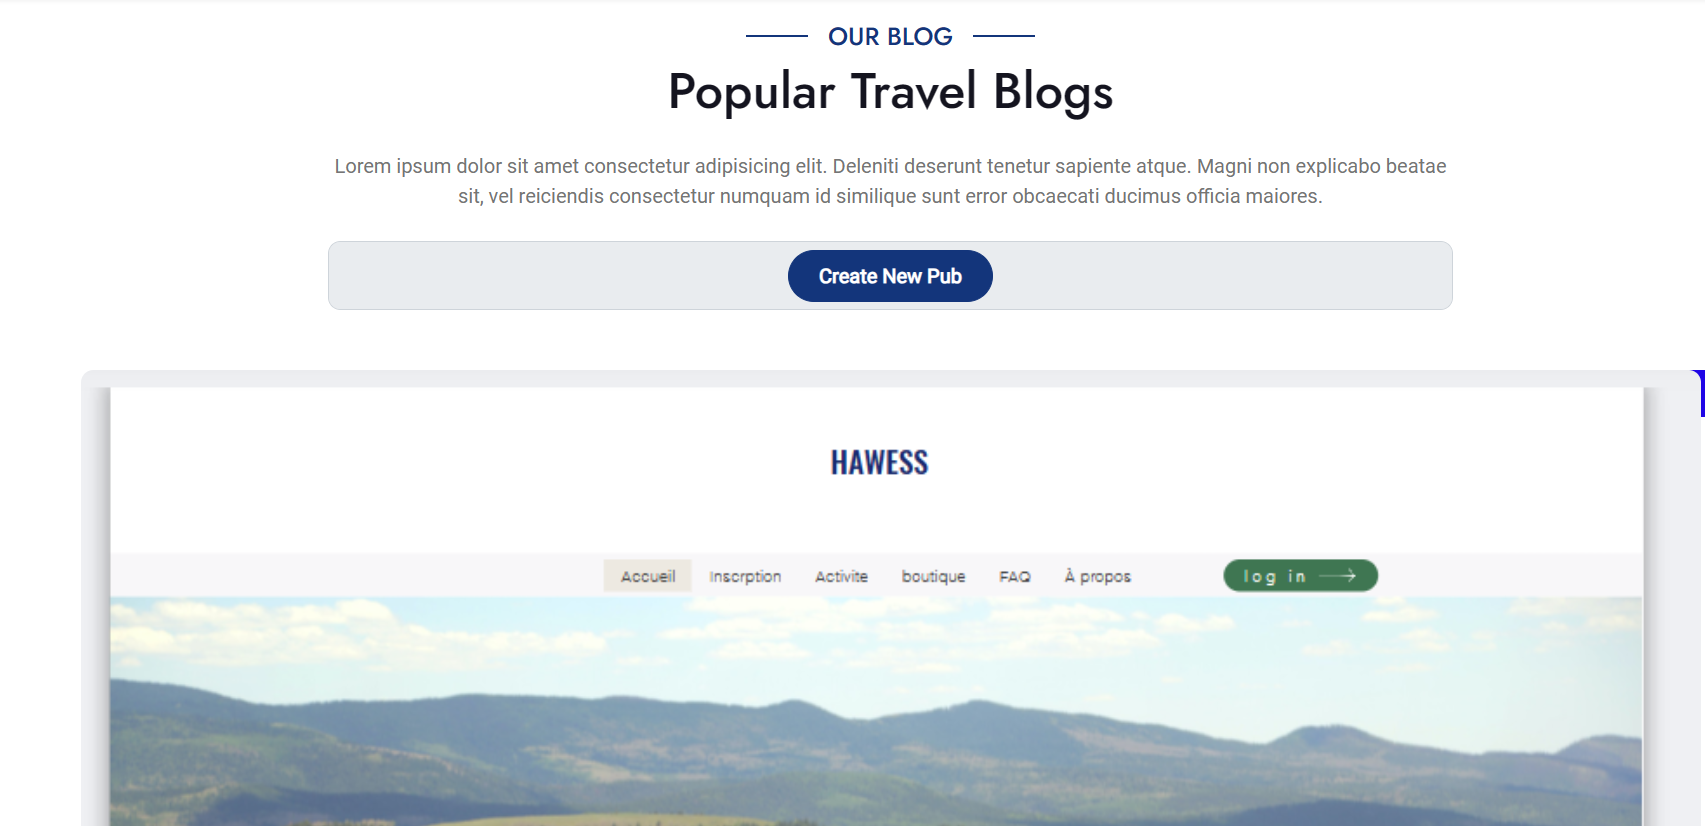 OUR BLOG
Popular Travel Blogs
Lorem ipsum dolor sit amet consectetur adipisicing elit. Deleniti deserunt tenetur sapiente atque. Magni non explicabo beatae
sit, vel reiciendis consectetur numquam id similique sunt error obcaecati ducimus officia maiores.
Create New Pub
HAWESS
Accueil Inscrption Activite boutique FAQ À propos log in